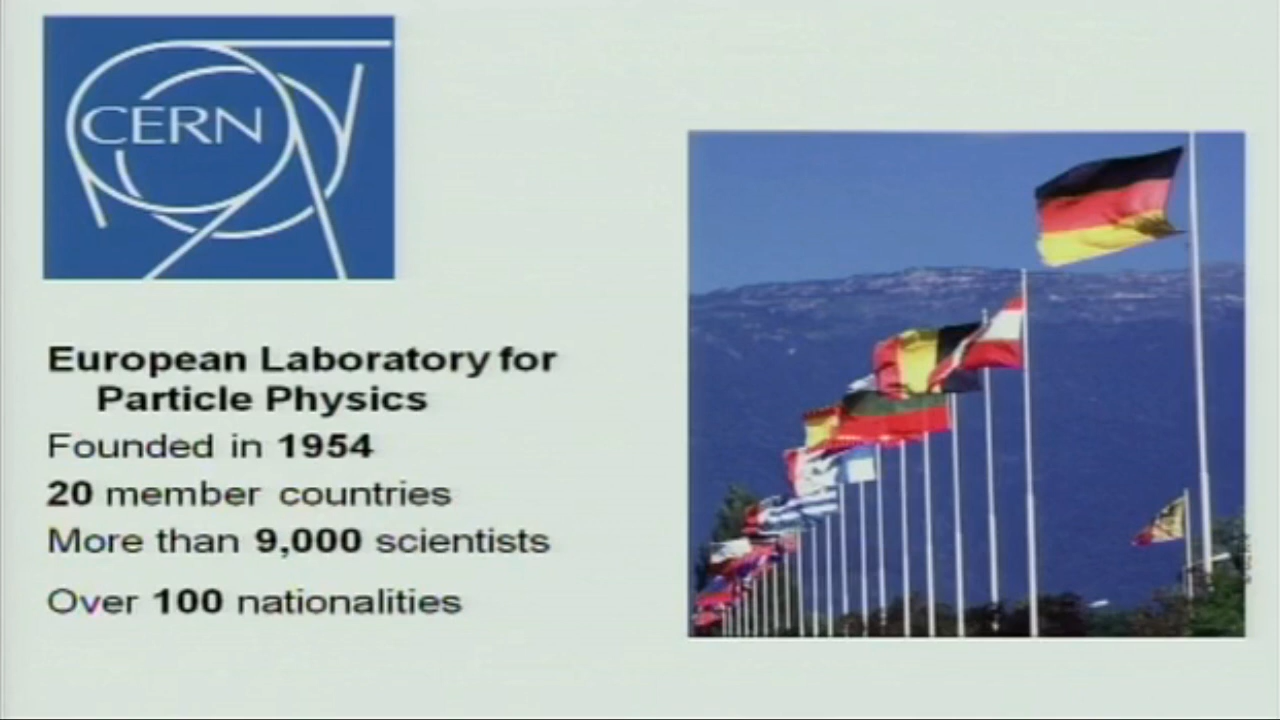 CERN
European Laboratory for
Particle Physics
Founded in 1954
20 member countries
More than 9,000 scientists
Over 100 nationalities